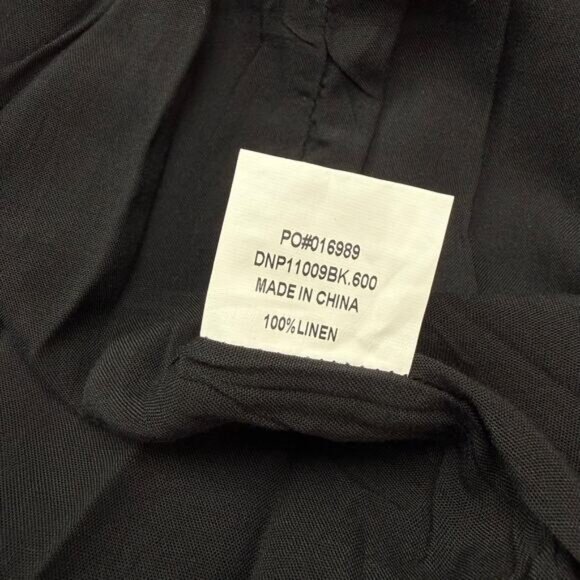 PO#016989
DNP11009BK.600
MADE IN CHINA
100% LINEN